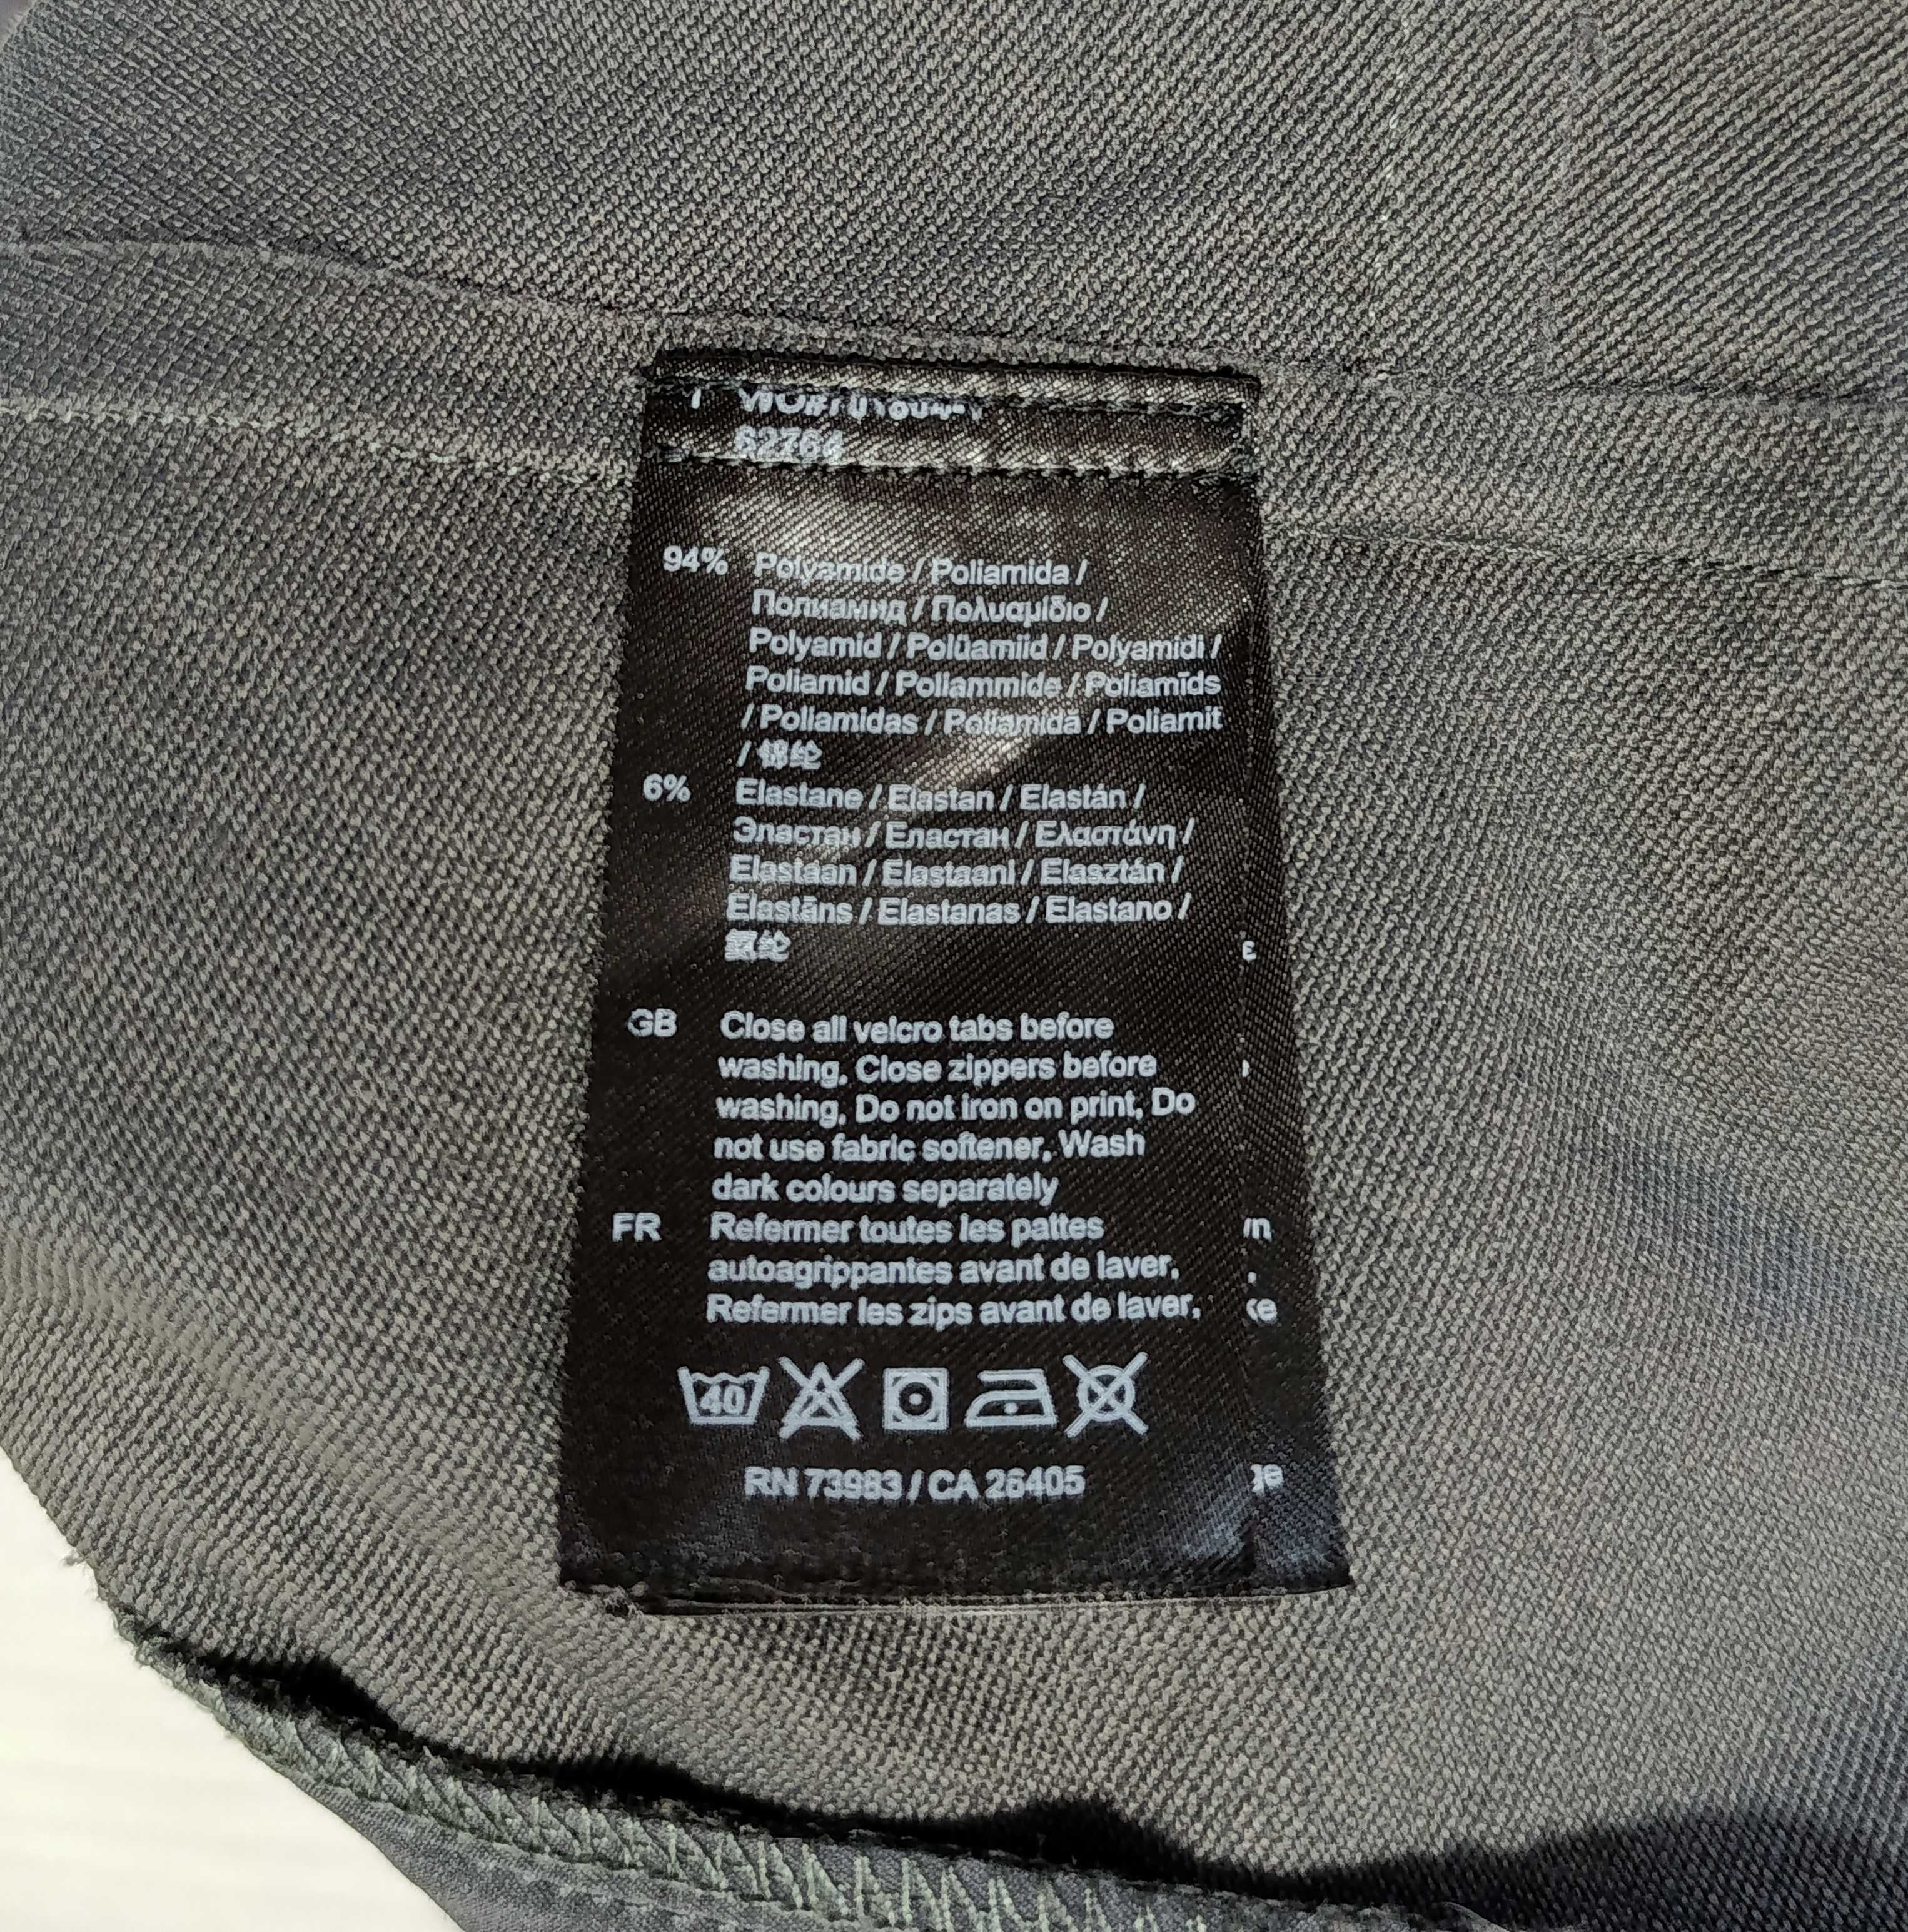 62764
94% Polyamide / Poliamida /
Полиамид / Πολυαμίδιο /
Polyamid / Polüamiid / Polyamidi /
Poliamid / Poliammide / Poliamīds
/ Poliamidas / Poliamidă / Poliamit
/ 锦纶
6% Elastane / Elastan / Elastán /
Эластан / Еластан / Ελαστάνη /
Elastaan / Elastaani / Elasztán /
Elastāns / Elastanas / Elastano /
氨纶
GB Close all velcro tabs before
washing, Close zippers before
washing, Do not iron on print, Do
not use fabric softener, Wash
dark colours separately
FR Refermer toutes les pattes
autoagrippantes avant de laver,
Refermer les zips avant de laver,
40
RN 73983 / CA 26405